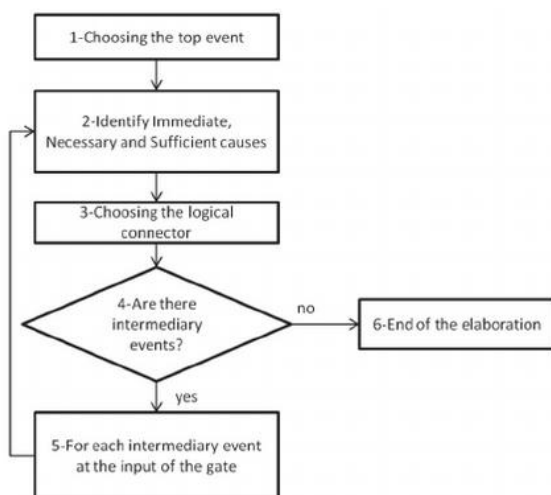 1-Choosing the top event
2-Identify Immediate,
Necessary and Sufficient causes
3-Choosing the logical
connector
4-Are there
intermediary
events?
no
6-End of the elaboration
yes
5-For each intermediary event
at the input of the gate